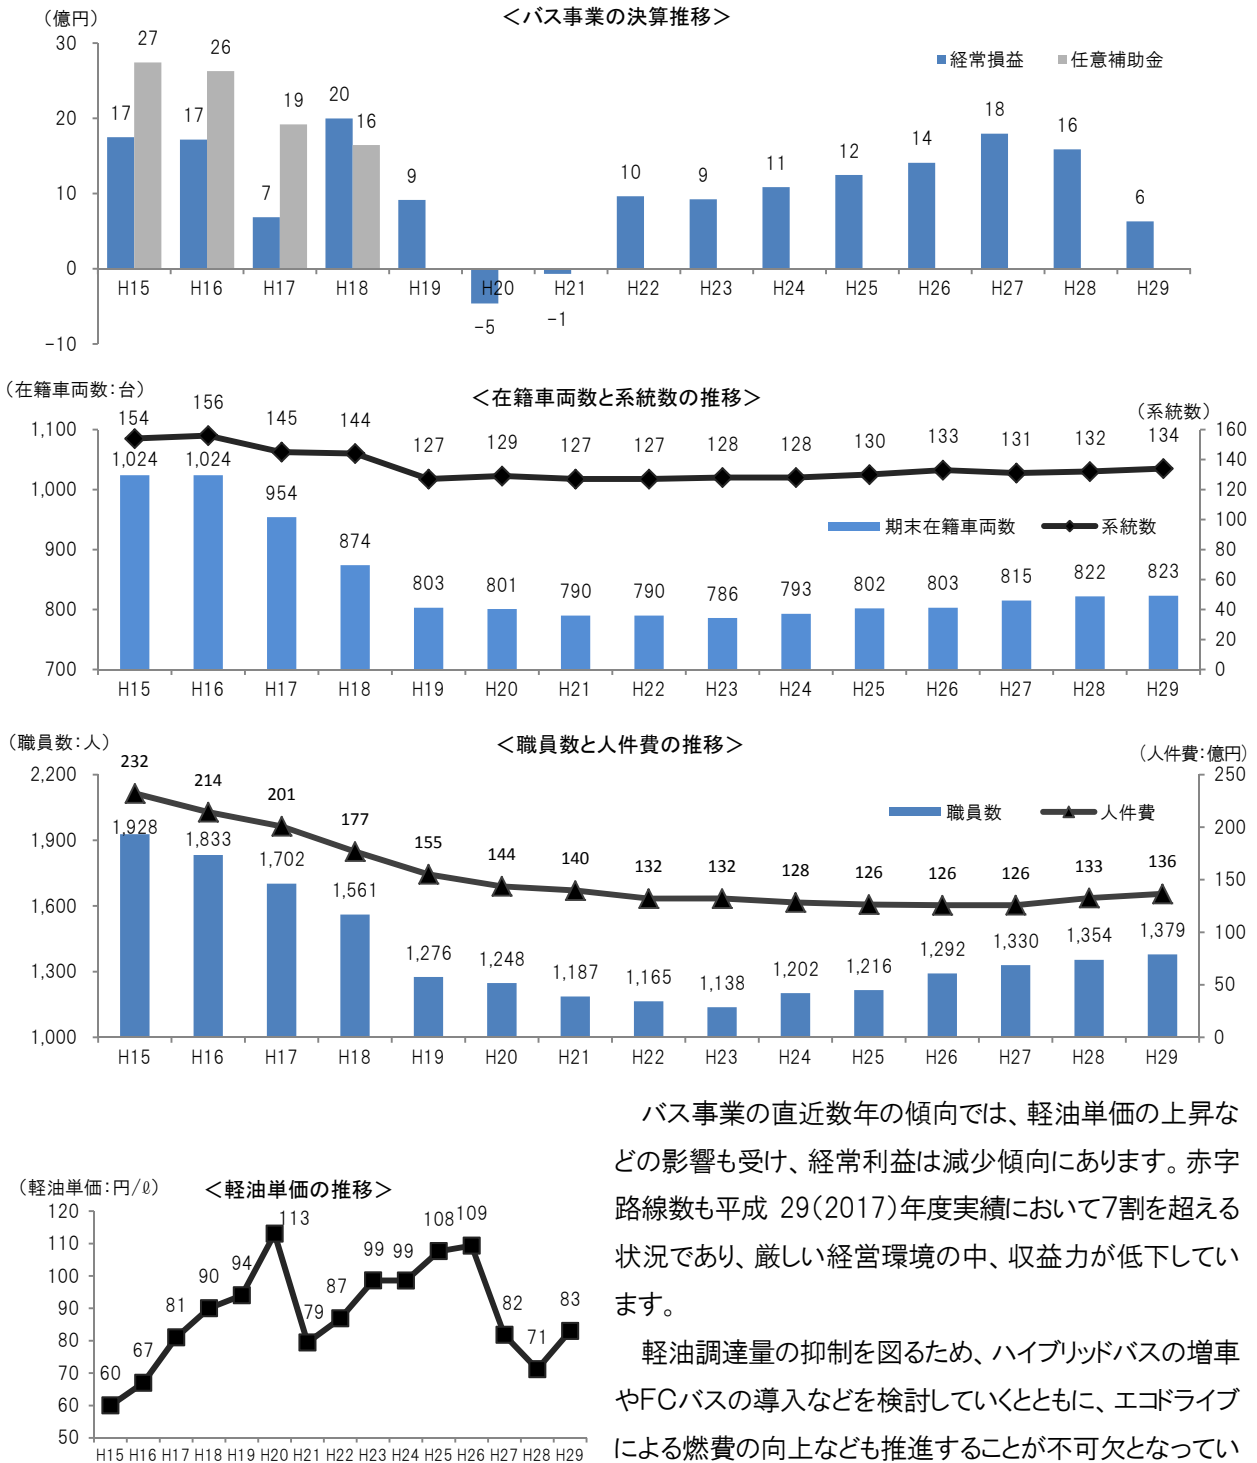 （億円）
＜バス事業の決算推移＞
■経常損益 ■任意補助金
30
20
10
0
-10
17 27 17 26 7 19 20 16 9 -5 -1 10 9 11 12 14 18 16 6
H15 H16 H17 H18 H19 H20 H21 H22 H23 H24 H25 H26 H27 H28 H29
（在籍車両数：台）
＜在籍車両数と系統数の推移＞
（系統数）
期末在籍車両数 系統数
1,100
1,000
900
800
700
160
140
120
100
80
60
40
20
0
154 156 145 144 127 129 127 127 128 128 130 133 131 132 134
1,024 1,024 954 874 803 801 790 790 786 793 802 803 815 822 823
H15 H16 H17 H18 H19 H20 H21 H22 H23 H24 H25 H26 H27 H28 H29
（職員数：人）
＜職員数と人件費の推移＞
（人件費：億円）
職員数 人件費
2,200
1,900
1,600
1,300
1,000
250
200
150
100
50
0
232 214 201 177 155 144 140 132 132 128 126 126 126 133 136
1,928 1,833 1,702 1,561 1,276 1,248 1,187 1,165 1,138 1,202 1,216 1,292 1,330 1,354 1,379
H15 H16 H17 H18 H19 H20 H21 H22 H23 H24 H25 H26 H27 H28 H29
（軽油単価：円/ℓ）
＜軽油単価の推移＞
120
110
100
90
80
70
60
50
60 67 81 90 94 113 79 87 99 99 108 109 82 71 83
H15 H16 H17 H18 H19 H20 H21 H22 H23 H24 H25 H26 H27 H28 H29
バス事業の直近数年の傾向では、軽油単価の上昇な
どの影響も受け、経常利益は減少傾向にあります。赤字
路線数も平成 29（2017）年度実績において7割を超える
状況であり、厳しい経営環境の中、収益力が低下してい
ます。
軽油調達量の抑制を図るため、ハイブリッドバスの増車
やFCバスの導入などを検討していくとともに、エコドライブ
による燃費の向上なども推進することが不可欠となってい